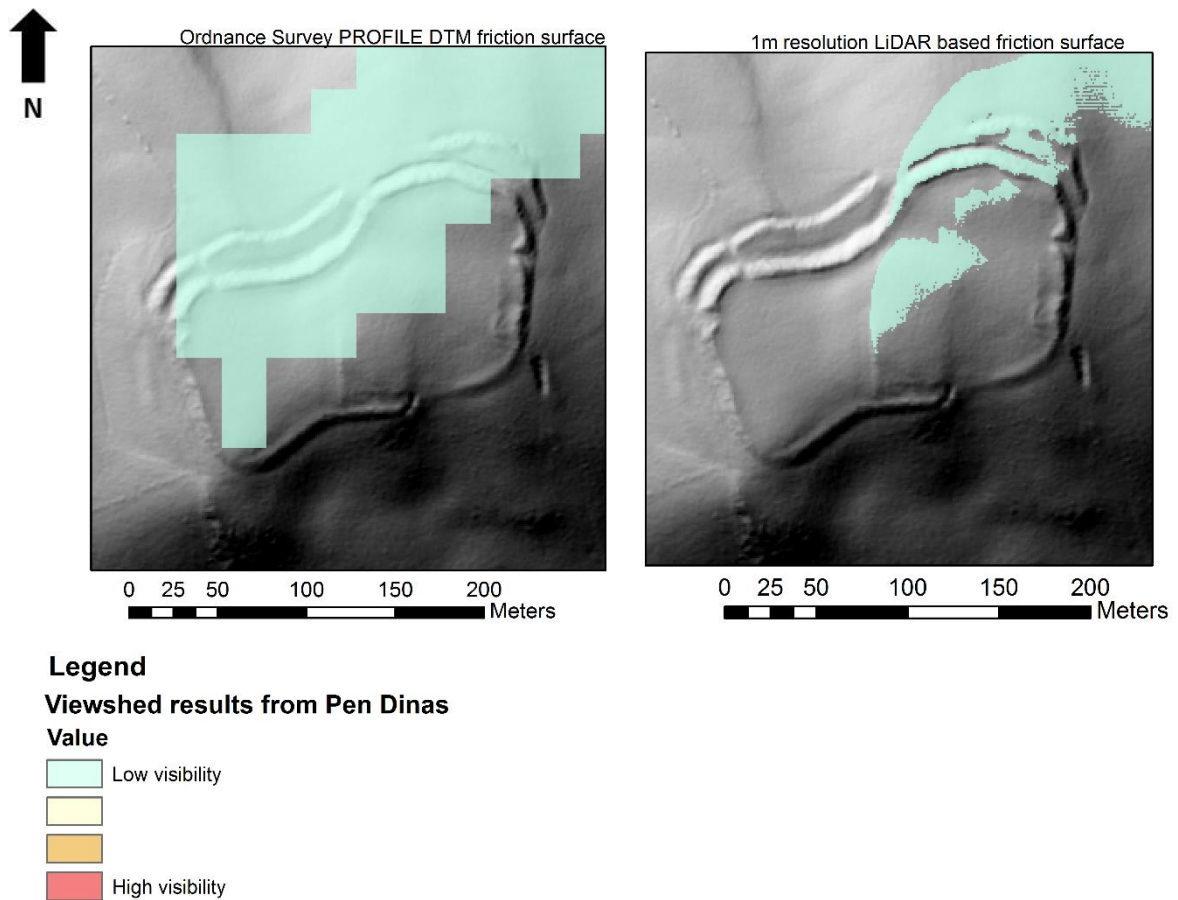 Ordnance Survey PROFILE DTM friction surface
1m resolution LiDAR based friction surface
N
0 25 50 100 150 200
Meters
0 25 50 100 150 200
Meters
Legend
Viewshed results from Pen Dinas
Value
Low visibility
High visibility